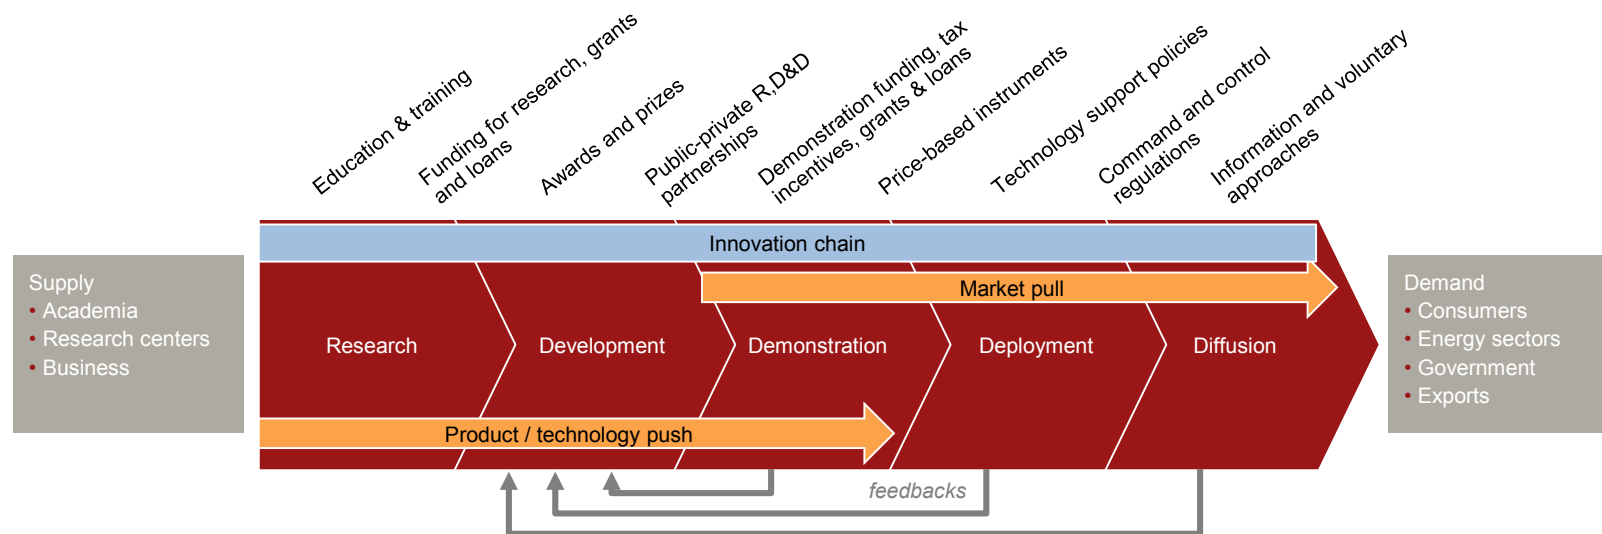 Education & training
Funding for research, grants
and loans
Awards and prizes
Public-private R,D&D
partnerships
Demonstration funding, tax
incentives, grants & loans
Price-based instruments
Technology support policies
Command and control
regulations
Information and voluntary
approaches
Innovation chain
Market pull
Supply
• Academia
• Research centers
• Business
Research
Development
Demonstration
Deployment
Diffusion
Demand
• Consumers
• Energy sectors
• Government
• Exports
Product / technology push
feedbacks